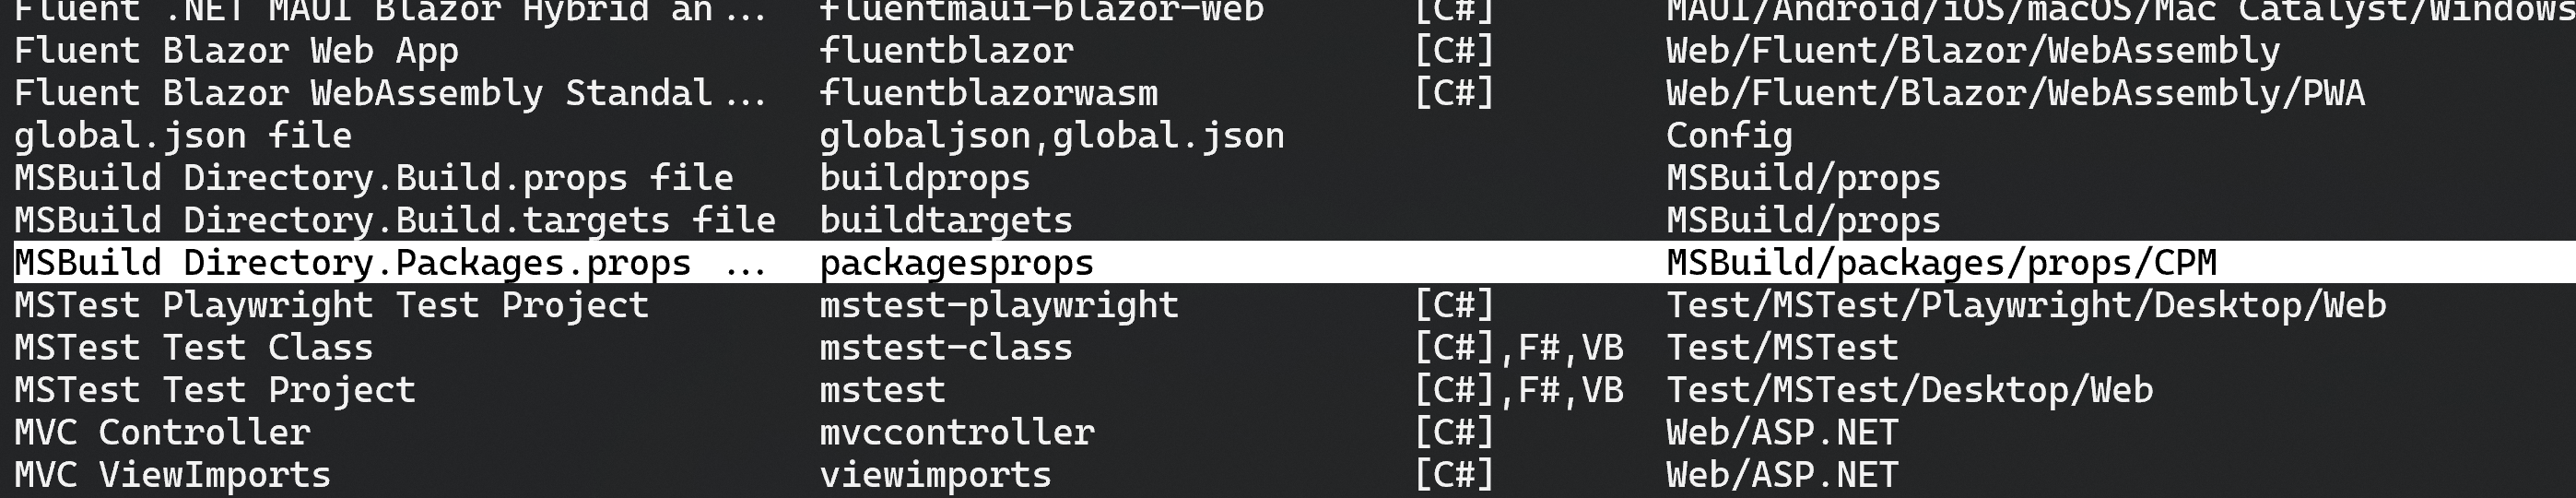 Fluent .NET MAUI Blazor Hybrid an... fluentmaui-blazor-web [C#] MAUI/Android/iOS/macOS/Mac Catalyst/Windows
Fluent Blazor Web App fluentblazor [C#] Web/Fluent/Blazor/WebAssembly
Fluent Blazor WebAssembly Standal... fluentblazorwasm [C#] Web/Fluent/Blazor/WebAssembly/PWA
global.json file globaljson,global.json Config
MSBuild Directory.Build.props file buildprops MSBuild/props
MSBuild Directory.Build.targets file buildtargets MSBuild/props
MSBuild Directory.Packages.props ... packagesprops MSBuild/packages/props/CPM
MSTest Playwright Test Project mstest-playwright [C#] Test/MSTest/Playwright/Desktop/Web
MSTest Test Class mstest-class [C#],F#,VB Test/MSTest
MSTest Test Project mstest [C#],F#,VB Test/MSTest/Desktop/Web
MVC Controller mvccontroller [C#] Web/ASP.NET
MVC ViewImports viewimports [C#] Web/ASP.NET